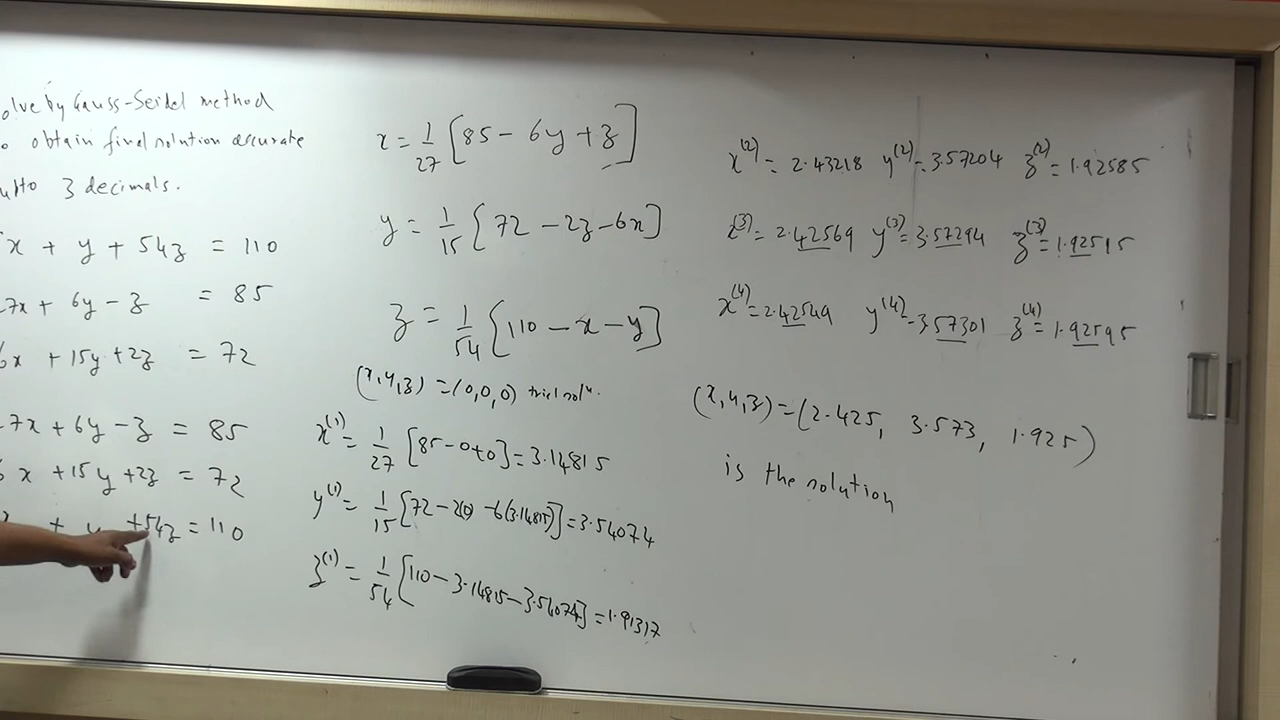 olve by Gauss-Seidel method
o obtain final solution accurate
upto 3 decimals.
x + y + 54z = 110
7x + 6y - z = 85
6x + 15y + 2z = 72
7x + 6y - z = 85
x + 15y + 2z = 72
+ y + 54z = 110
x = 1/27 [85 - 6y + z]
y = 1/15 [72 - 2z - 6x]
z = 1/54 [110 - x - y]
(x,y,z) = (0,0,0) trial solⁿ.
x⁽¹⁾ = 1/27 [85-0+0] = 3.14815
y⁽¹⁾ = 1/15 [72 - 2(0) - 6(3.14815)] = 3.54074
z⁽¹⁾ = 1/54 [110 - 3.14815 - 3.54074] = 1.91317
x⁽²⁾ = 2.43218 y⁽²⁾ = 3.57204 z⁽²⁾ = 1.92585
x⁽³⁾ = 2.42569 y⁽³⁾ = 3.57294 z⁽³⁾ = 1.92515
x⁽⁴⁾ = 2.42549 y⁽⁴⁾ = 3.57301 z⁽⁴⁾ = 1.92595
(x,y,z) = (2.425, 3.573, 1.925)
is the solution